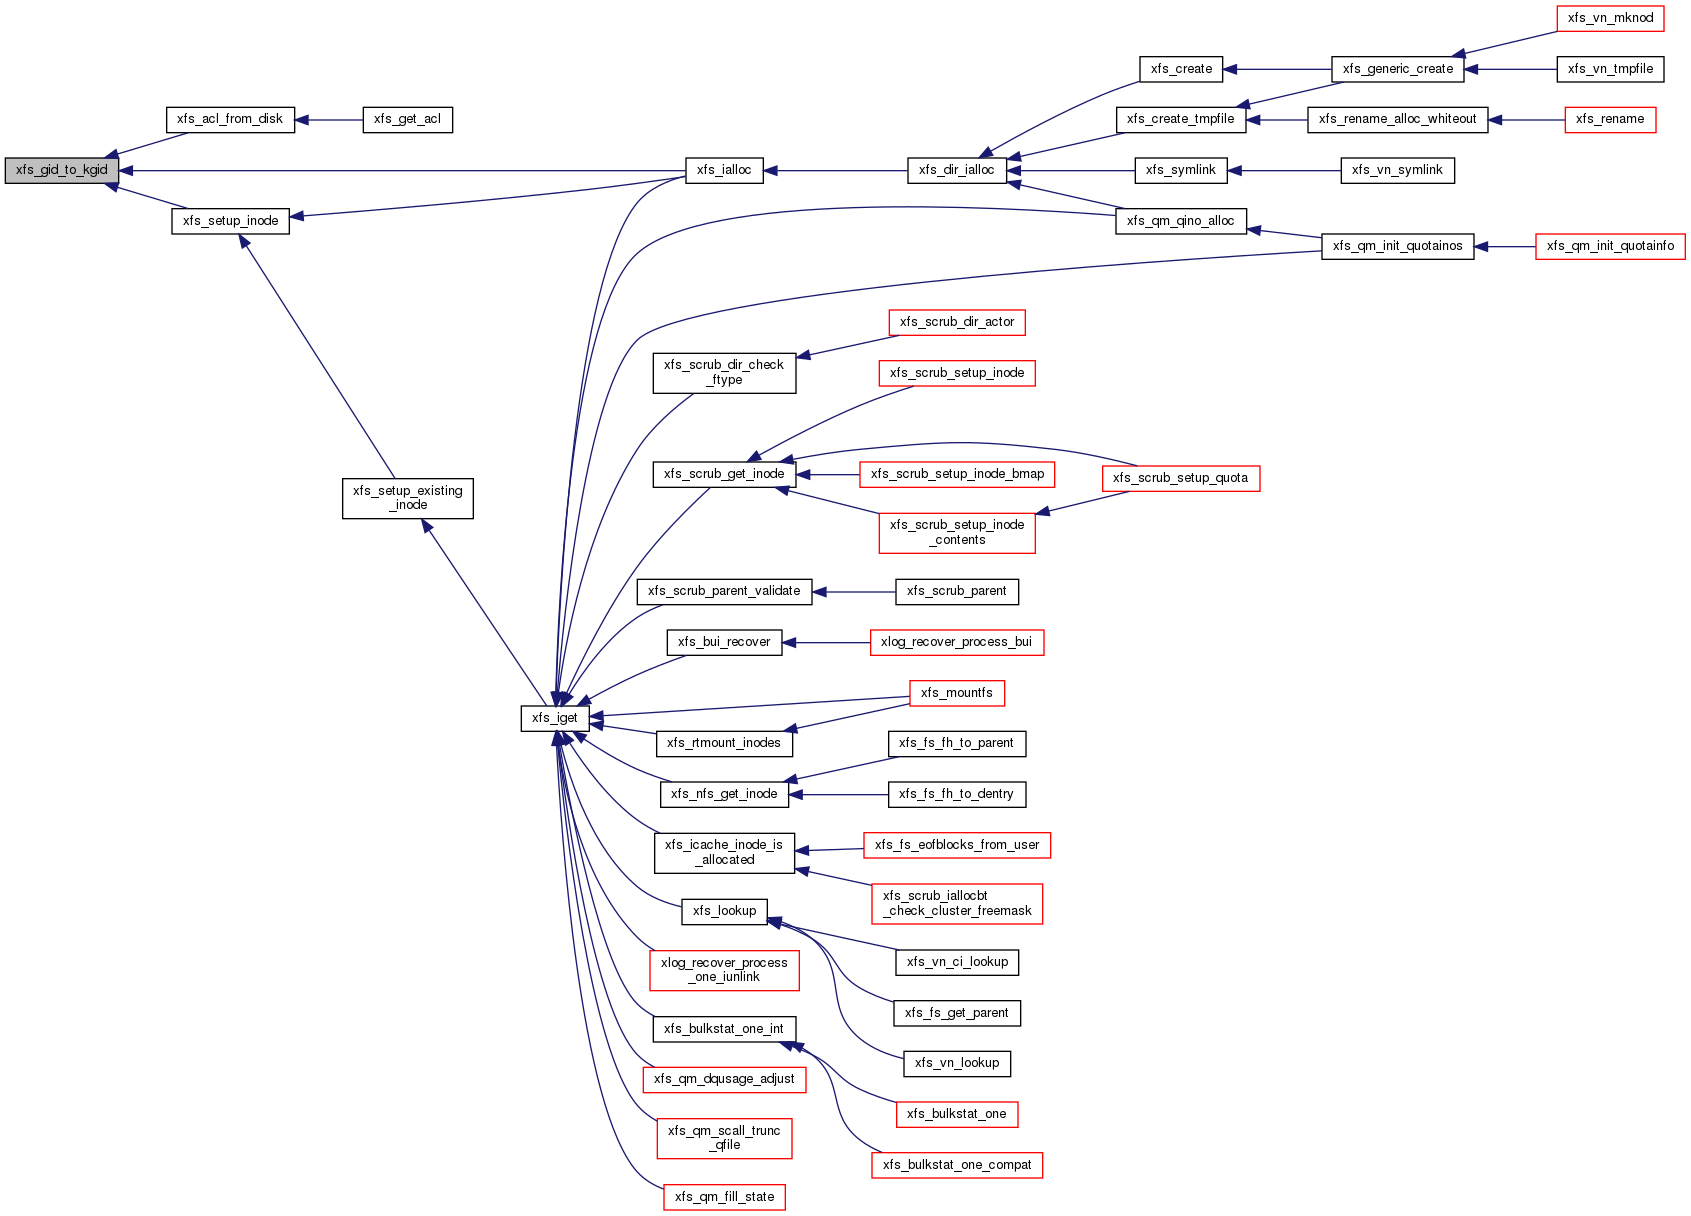 xfs_vn_mknod
xfs_create
xfs_generic_create
xfs_vn_tmpfile
xfs_acl_from_disk
xfs_get_acl
xfs_create_tmpfile
xfs_rename_alloc_whiteout
xfs_rename
xfs_gid_to_kgid
xfs_ialloc
xfs_dir_ialloc
xfs_symlink
xfs_vn_symlink
xfs_setup_inode
xfs_qm_qino_alloc
xfs_qm_init_quotainos
xfs_qm_init_quotainfo
xfs_scrub_dir_actor
xfs_scrub_dir_check
_ftype
xfs_scrub_setup_inode
xfs_scrub_get_inode
xfs_scrub_setup_inode_bmap
xfs_scrub_setup_quota
xfs_setup_existing
_inode
xfs_scrub_setup_inode
_contents
xfs_scrub_parent_validate
xfs_scrub_parent
xfs_bui_recover
xlog_recover_process_bui
xfs_mountfs
xfs_iget
xfs_rtmount_inodes
xfs_fs_fh_to_parent
xfs_nfs_get_inode
xfs_fs_fh_to_dentry
xfs_icache_inode_is
_allocated
xfs_fs_eofblocks_from_user
xfs_scrub_iallocbt
_check_cluster_freemask
xfs_lookup
xfs_vn_ci_lookup
xlog_recover_process
_one_iunlink
xfs_fs_get_parent
xfs_bulkstat_one_int
xfs_vn_lookup
xfs_qm_dqusage_adjust
xfs_bulkstat_one
xfs_qm_scall_trunc
_qfile
xfs_bulkstat_one_compat
xfs_qm_fill_state